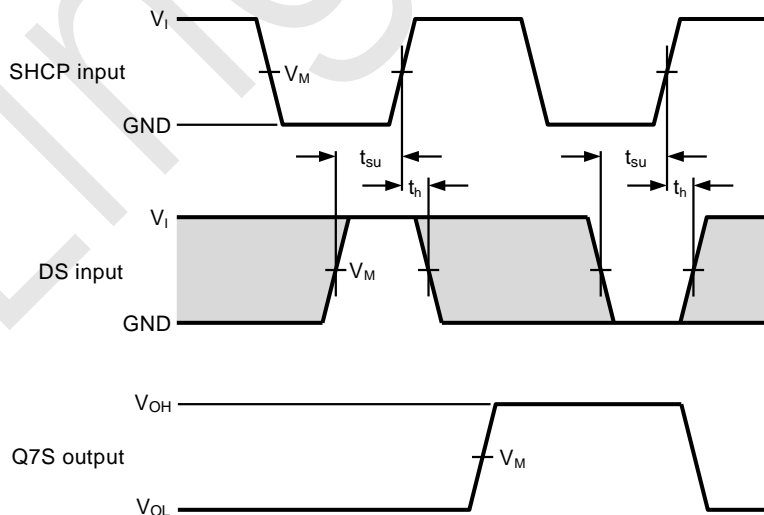 V_I
SHCP input
V_M
GND
t_su
t_su
t_h
t_h
V_I
DS input
V_M
GND
V_OH
Q7S output
V_M
V_OL